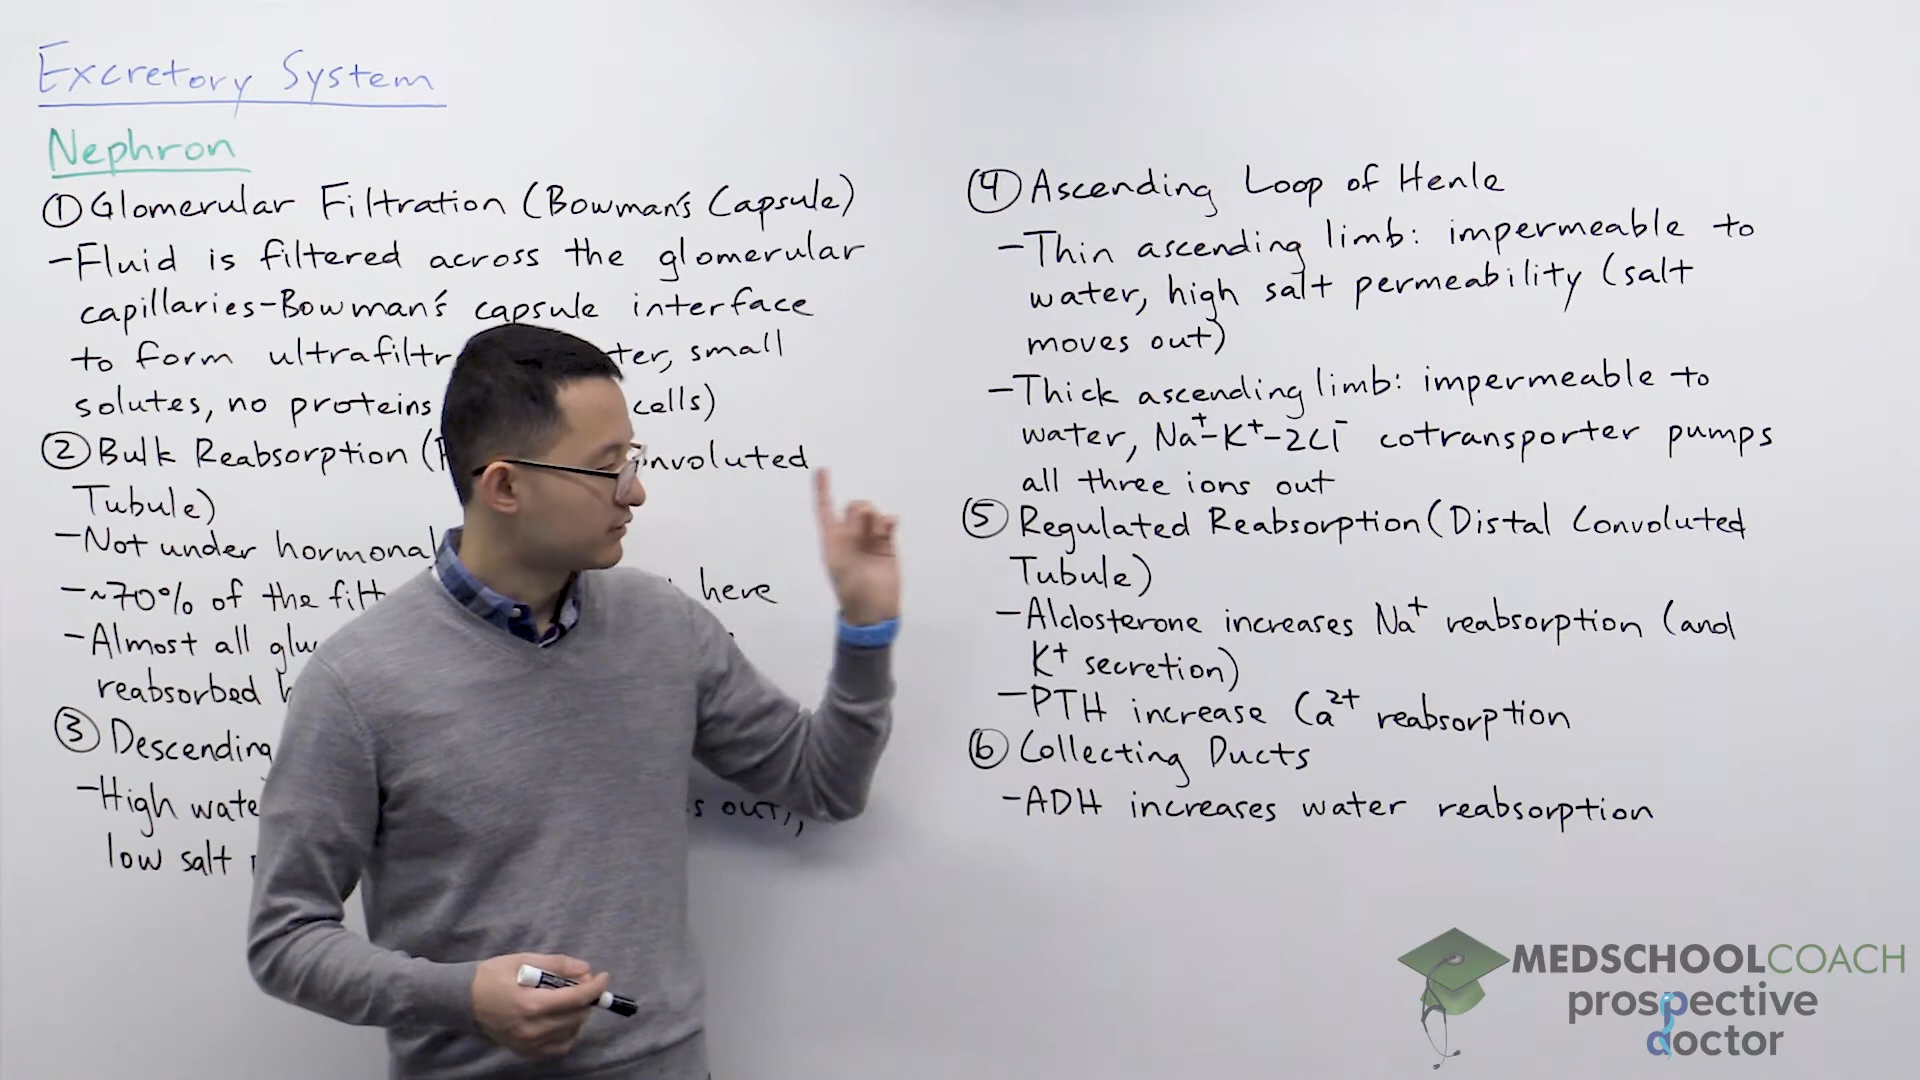 Excretory System
Nephron
① Glomerular Filtration (Bowman's Capsule)
-Fluid is filtered across the glomerular
capillaries-Bowman's capsule interface
to form ultrafiltr ter, small
solutes, no proteins cells)
② Bulk Reabsorption ( nvoluted
Tubule)
-Not under hormonal
-~70% of the filt here
-Almost all glu
reabsorbed
③ Descending
-High wate s out,
low salt
④ Ascending Loop of Henle
-Thin ascending limb: impermeable to
water, high salt permeability (salt
moves out)
-Thick ascending limb: impermeable to
water, Na⁺-K⁺-2Cl⁻ cotransporter pumps
all three ions out
⑤ Regulated Reabsorption (Distal Convoluted
Tubule)
-Aldosterone increases Na⁺ reabsorption (and
K⁺ secretion)
-PTH increase Ca²⁺ reabsorption
⑥ Collecting Ducts
-ADH increases water reabsorption
MEDSCHOOLCOACH
prospective
doctor